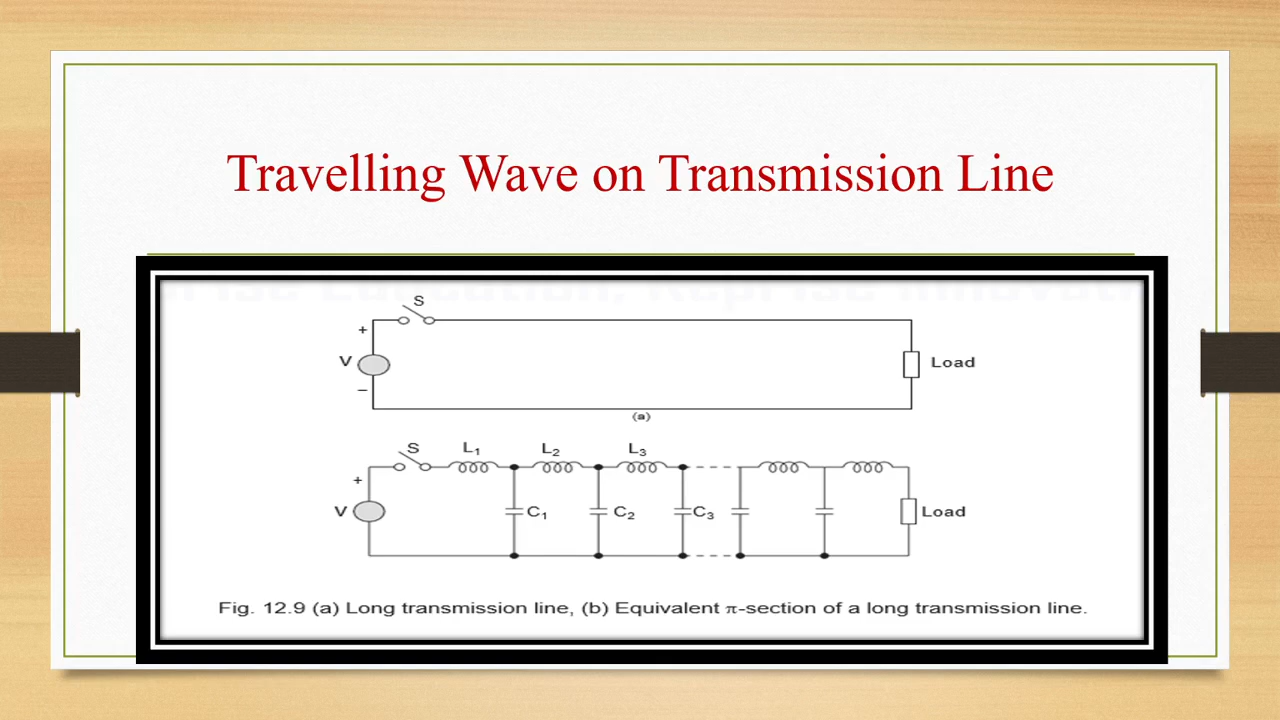 Travelling Wave on Transmission Line
S
+
V
−
Load
(a)
S
L₁
L₂
L₃
+
V
C₁
C₂
C₃
Load
Fig. 12.9 (a) Long transmission line, (b) Equivalent π-section of a long transmission line.